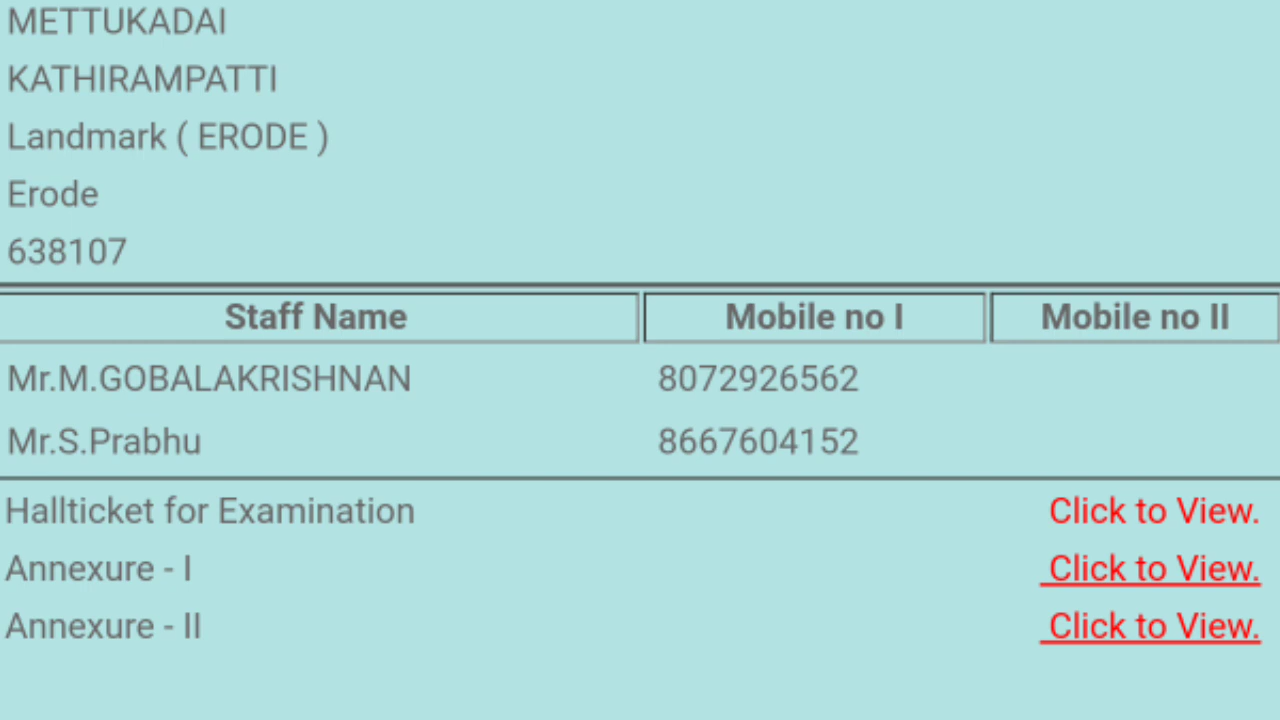 METTUKADAI
KATHIRAMPATTI
Landmark ( ERODE )
Erode
638107
Staff Name Mobile no I Mobile no II
Mr.M.GOBALAKRISHNAN 8072926562
Mr.S.Prabhu 8667604152
Hallticket for Examination Click to View.
Annexure - I Click to View.
Annexure - II Click to View.